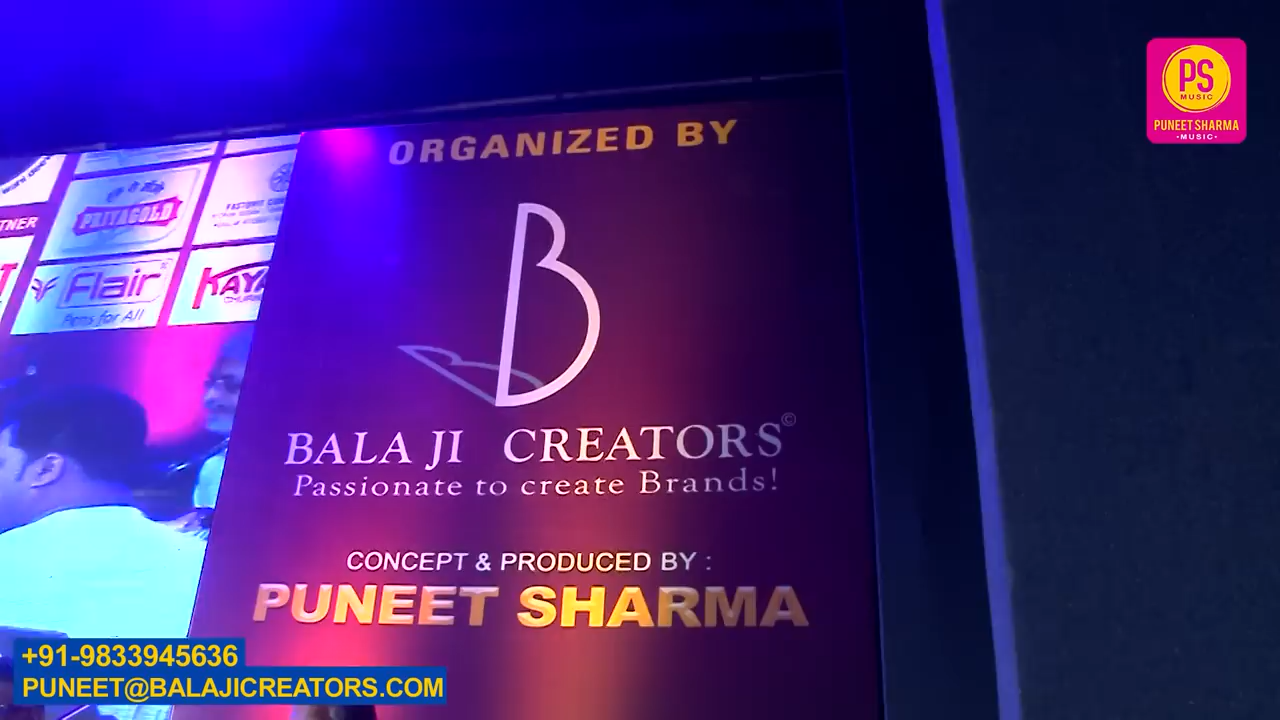 PS
MUSIC
PUNEET SHARMA
-MUSIC-
ORGANIZED BY
TNER
PRIYAGOLD
Flair
Pens for All
KAYA
B
BALA JI CREATORS©
Passionate to create Brands!
CONCEPT & PRODUCED BY :
PUNEET SHARMA
+91-9833945636
PUNEET@BALAJICREATORS.COM